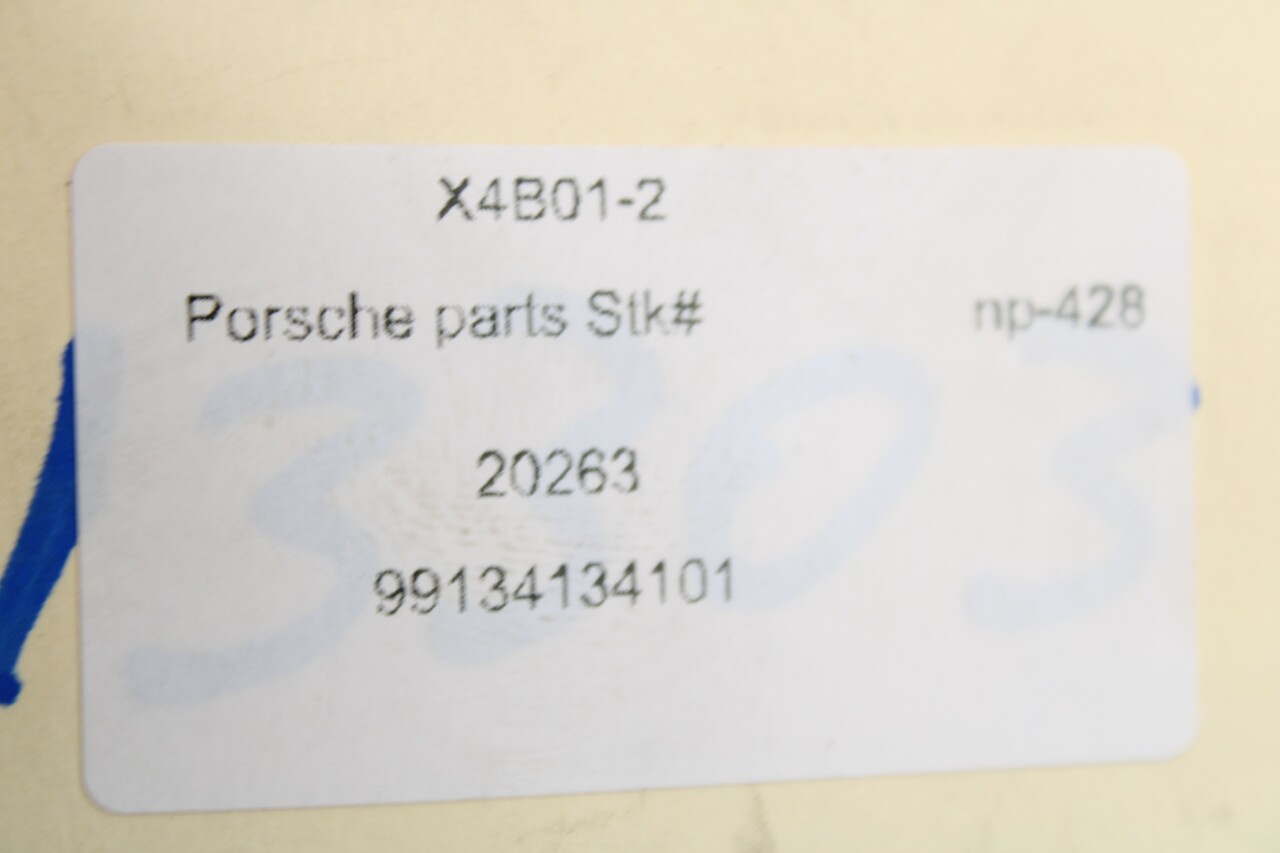 X4B01-2
Porsche parts Stk# np-428
20263
99134134101